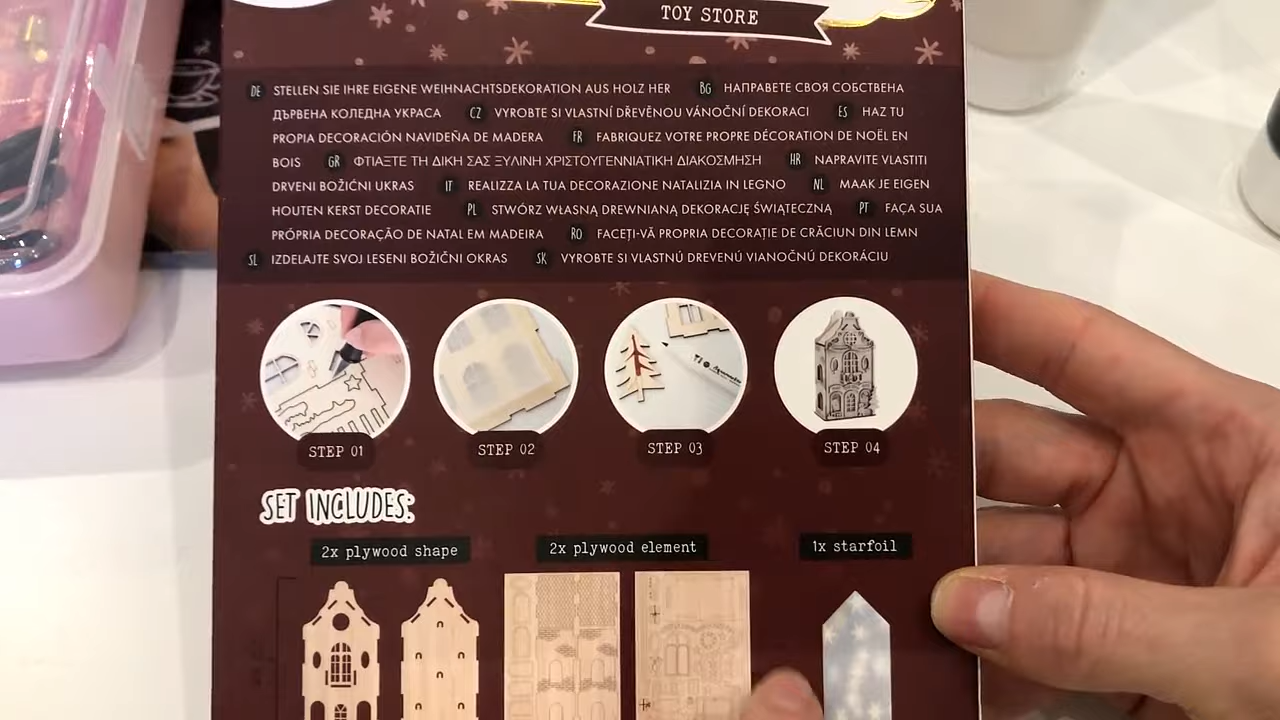 TOY STORE
DE STELLEN SIE IHRE EIGENE WEIHNACHTSDEKORATION AUS HOLZ HER BG НАПРАВЕТЕ СВОЯ СОБСТВЕНА
ДЪРВЕНА КОЛЕДНА УКРАСА CZ VYROBTE SI VLASTNÍ DŘEVĚNOU VÁNOČNÍ DEKORACI ES HAZ TU
PROPIA DECORACIÓN NAVIDEÑA DE MADERA FR FABRIQUEZ VOTRE PROPRE DÉCORATION DE NOËL EN
BOIS GR ΦΤΙΑΞΤΕ ΤΗ ΔΙΚΗ ΣΑΣ ΞΥΛΙΝΗ ΧΡΙΣΤΟΥΓΕΝΝΙΑΤΙΚΗ ΔΙΑΚΟΣΜΗΣΗ HR NAPRAVITE VLASTITI
DRVENI BOŽIĆNI UKRAS IT REALIZZA LA TUA DECORAZIONE NATALIZIA IN LEGNO NL MAAK JE EIGEN
HOUTEN KERST DECORATIE PL STWÓRZ WŁASNĄ DREWNIANĄ DEKORACJĘ ŚWIĄTECZNĄ PT FAÇA SUA
PRÓPRIA DECORAÇÃO DE NATAL EM MADEIRA RO FACEȚI-VĂ PROPRIA DECORAȚIE DE CRĂCIUN DIN LEMN
SL IZDELAJTE SVOJ LESENI BOŽIČNI OKRAS SK VYROBTE SI VLASTNÚ DREVENÚ VIANOČNÚ DEKORÁCIU
STEP 01 STEP 02 STEP 03 STEP 04
SET INCLUDES:
2x plywood shape 2x plywood element 1x starfoil